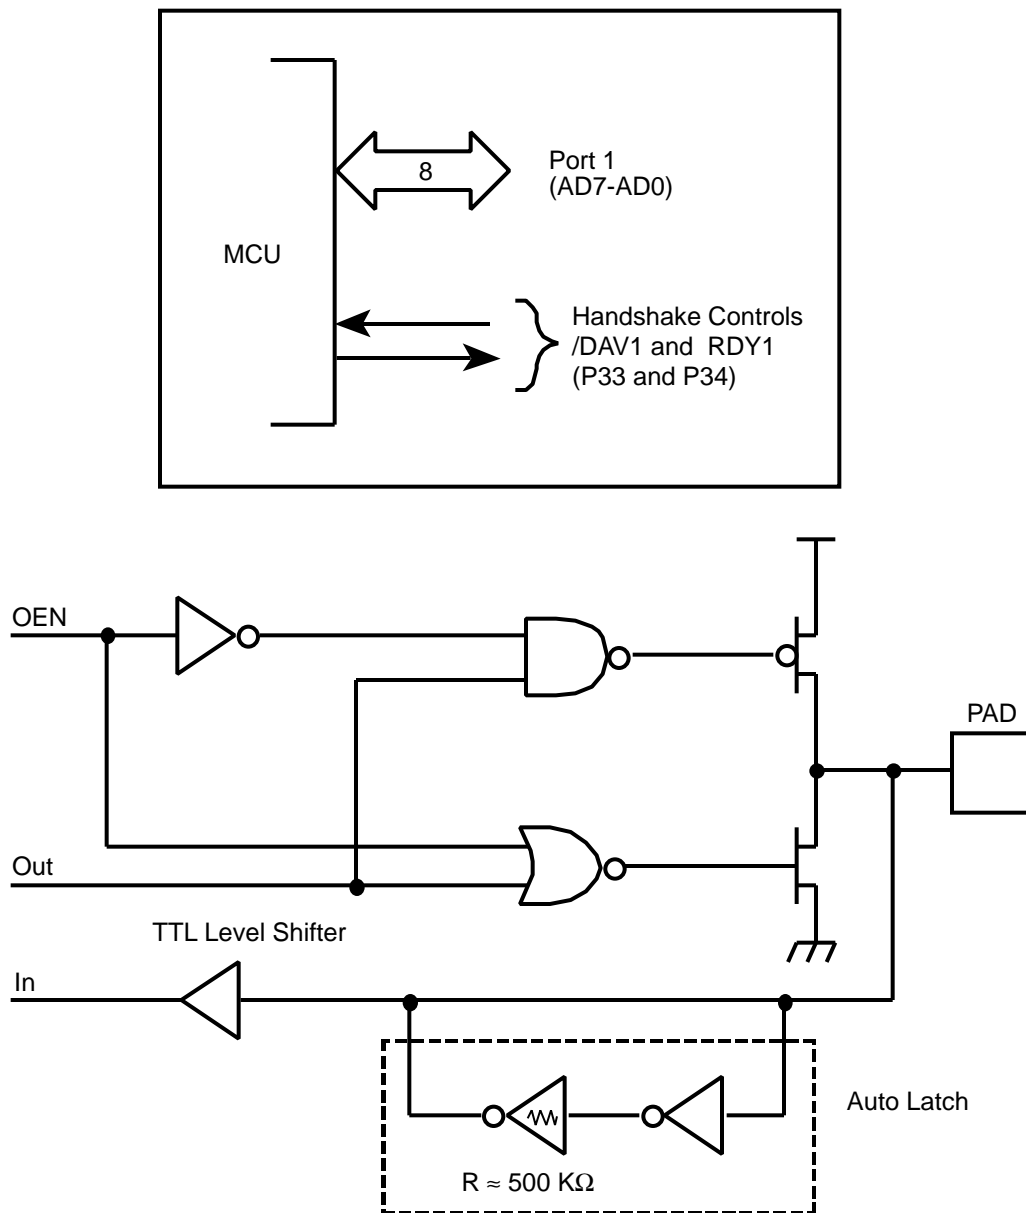 8
Port 1
(AD7-AD0)
MCU
Handshake Controls
/DAV1 and RDY1
(P33 and P34)
OEN
PAD
Out
TTL Level Shifter
In
Auto Latch
R ≈ 500 KΩ